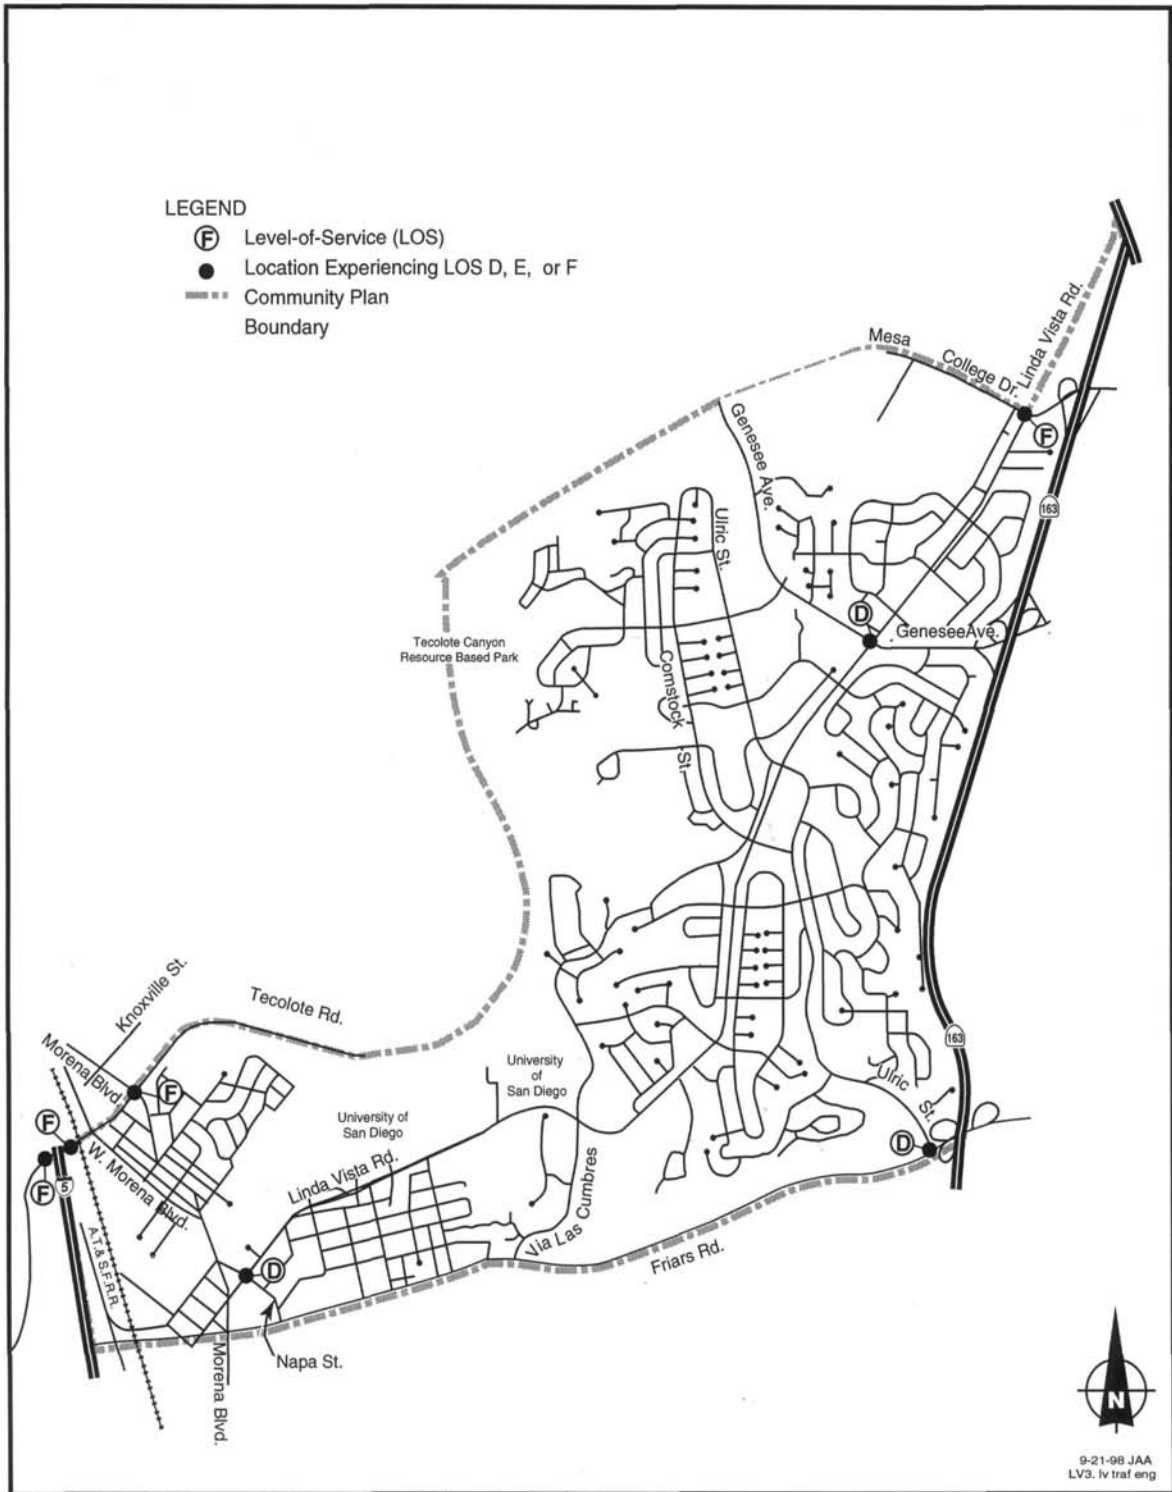 LEGEND
F Level-of-Service (LOS)
Location Experiencing LOS D, E, or F
Community Plan
Boundary
Linda Vista Rd.
Mesa
College Dr.
F
Genesee Ave.
163
Ulric St.
D
GeneseeAve.
Tecolote Canyon
Resource Based Park
Comstock
St.
Knoxville St.
Tecolote Rd.
163
Morena Blvd.
F
University
of
San Diego
Ulric
St.
F
University of
San Diego
D
W. Morena Blvd.
5
F
Linda Vista Rd.
Via Las
Cumbres
A.T.& S.F.R.R.
Friars Rd.
D
Napa St.
Morena Blvd.
N
9-21-98 JAA
LV3. lv traf eng